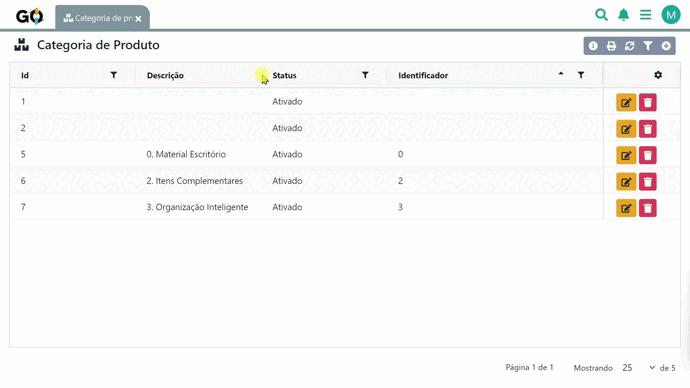 GO
Categoria de Pr
M
Categoria de Produto
Id Descrição Status Identificador
1 Ativado
2 Ativado
5 0. Material Escritório Ativado 0
6 2. Itens Complementares Ativado 2
7 3. Organização Inteligente Ativado 3
Página 1 de 1 Mostrando 25 de 5